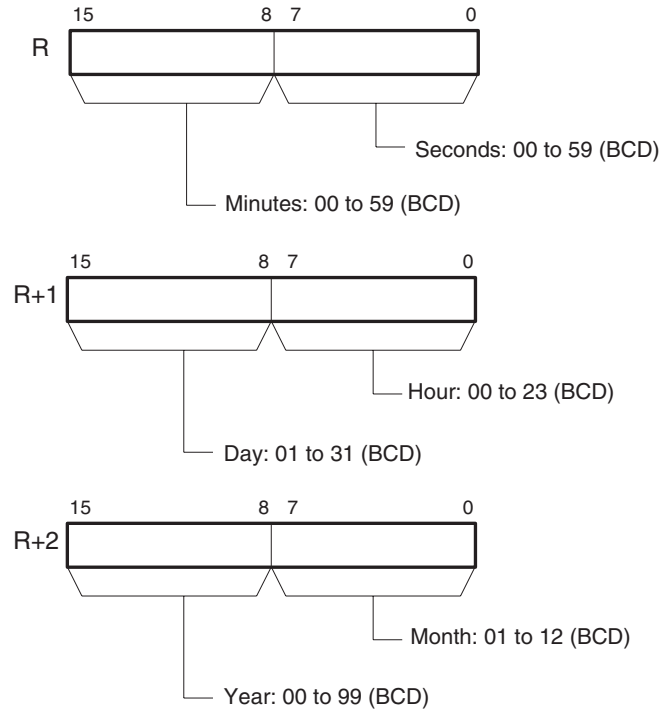 15 8 7 0
R
Seconds: 00 to 59 (BCD)
Minutes: 00 to 59 (BCD)
15 8 7 0
R+1
Hour: 00 to 23 (BCD)
Day: 01 to 31 (BCD)
15 8 7 0
R+2
Month: 01 to 12 (BCD)
Year: 00 to 99 (BCD)